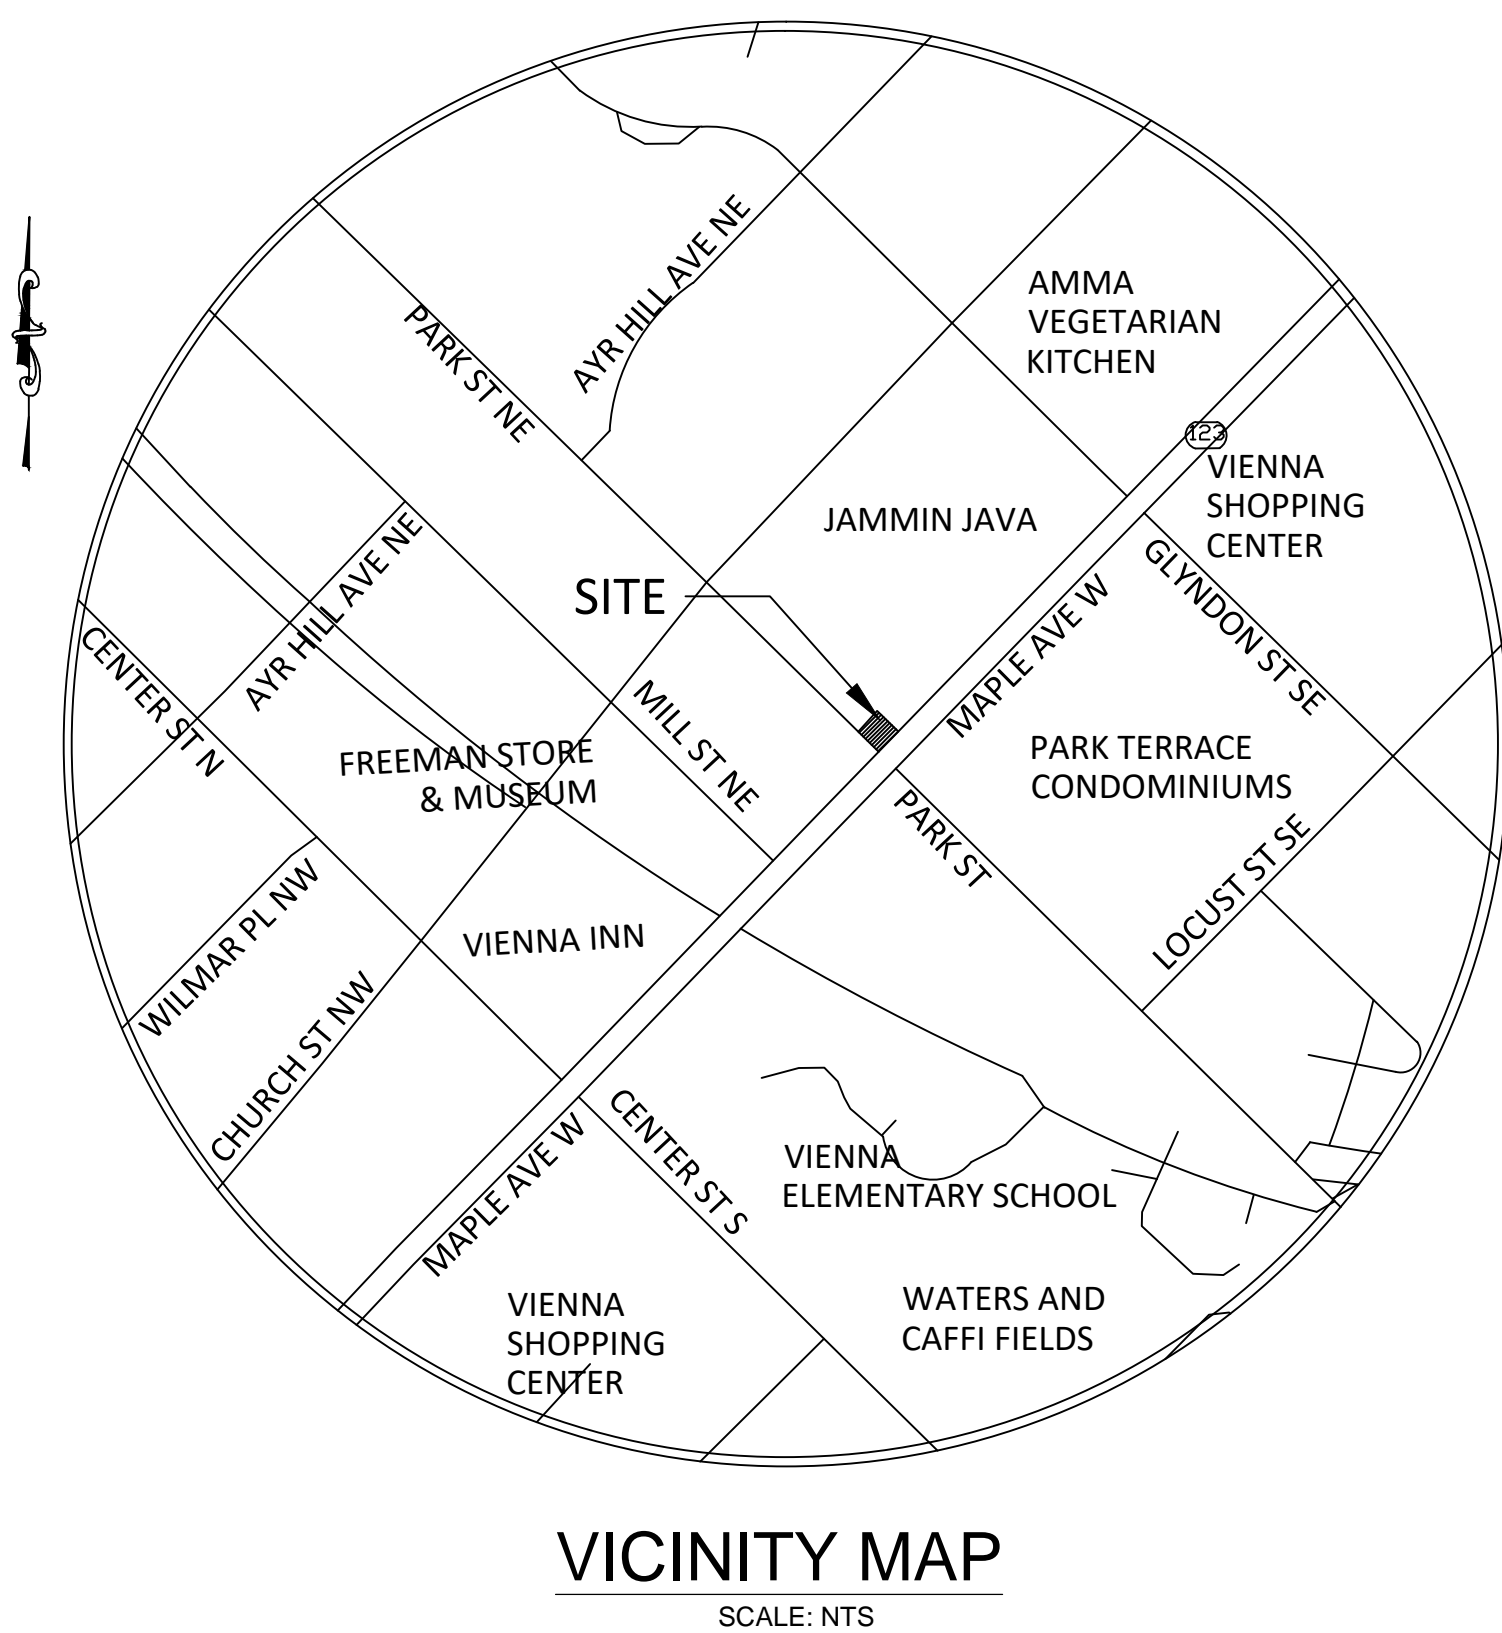 AYR HILL AVE NE
PARK ST NE
AMMA
VEGETARIAN
KITCHEN
123
VIENNA
SHOPPING
CENTER
JAMMIN JAVA
GLYNDON ST SE
SITE
AYR HILL AVE NE
MAPLE AVE W
CENTER ST N
MILL ST NE
FREEMAN STORE
& MUSEUM
PARK TERRACE
CONDOMINIUMS
PARK ST
LOCUST ST SE
WILMAR PL NW
VIENNA INN
CHURCH ST NW
MAPLE AVE W
CENTER ST S
VIENNA
ELEMENTARY SCHOOL
VIENNA
SHOPPING
CENTER
WATERS AND
CAFFI FIELDS
VICINITY MAP
SCALE: NTS